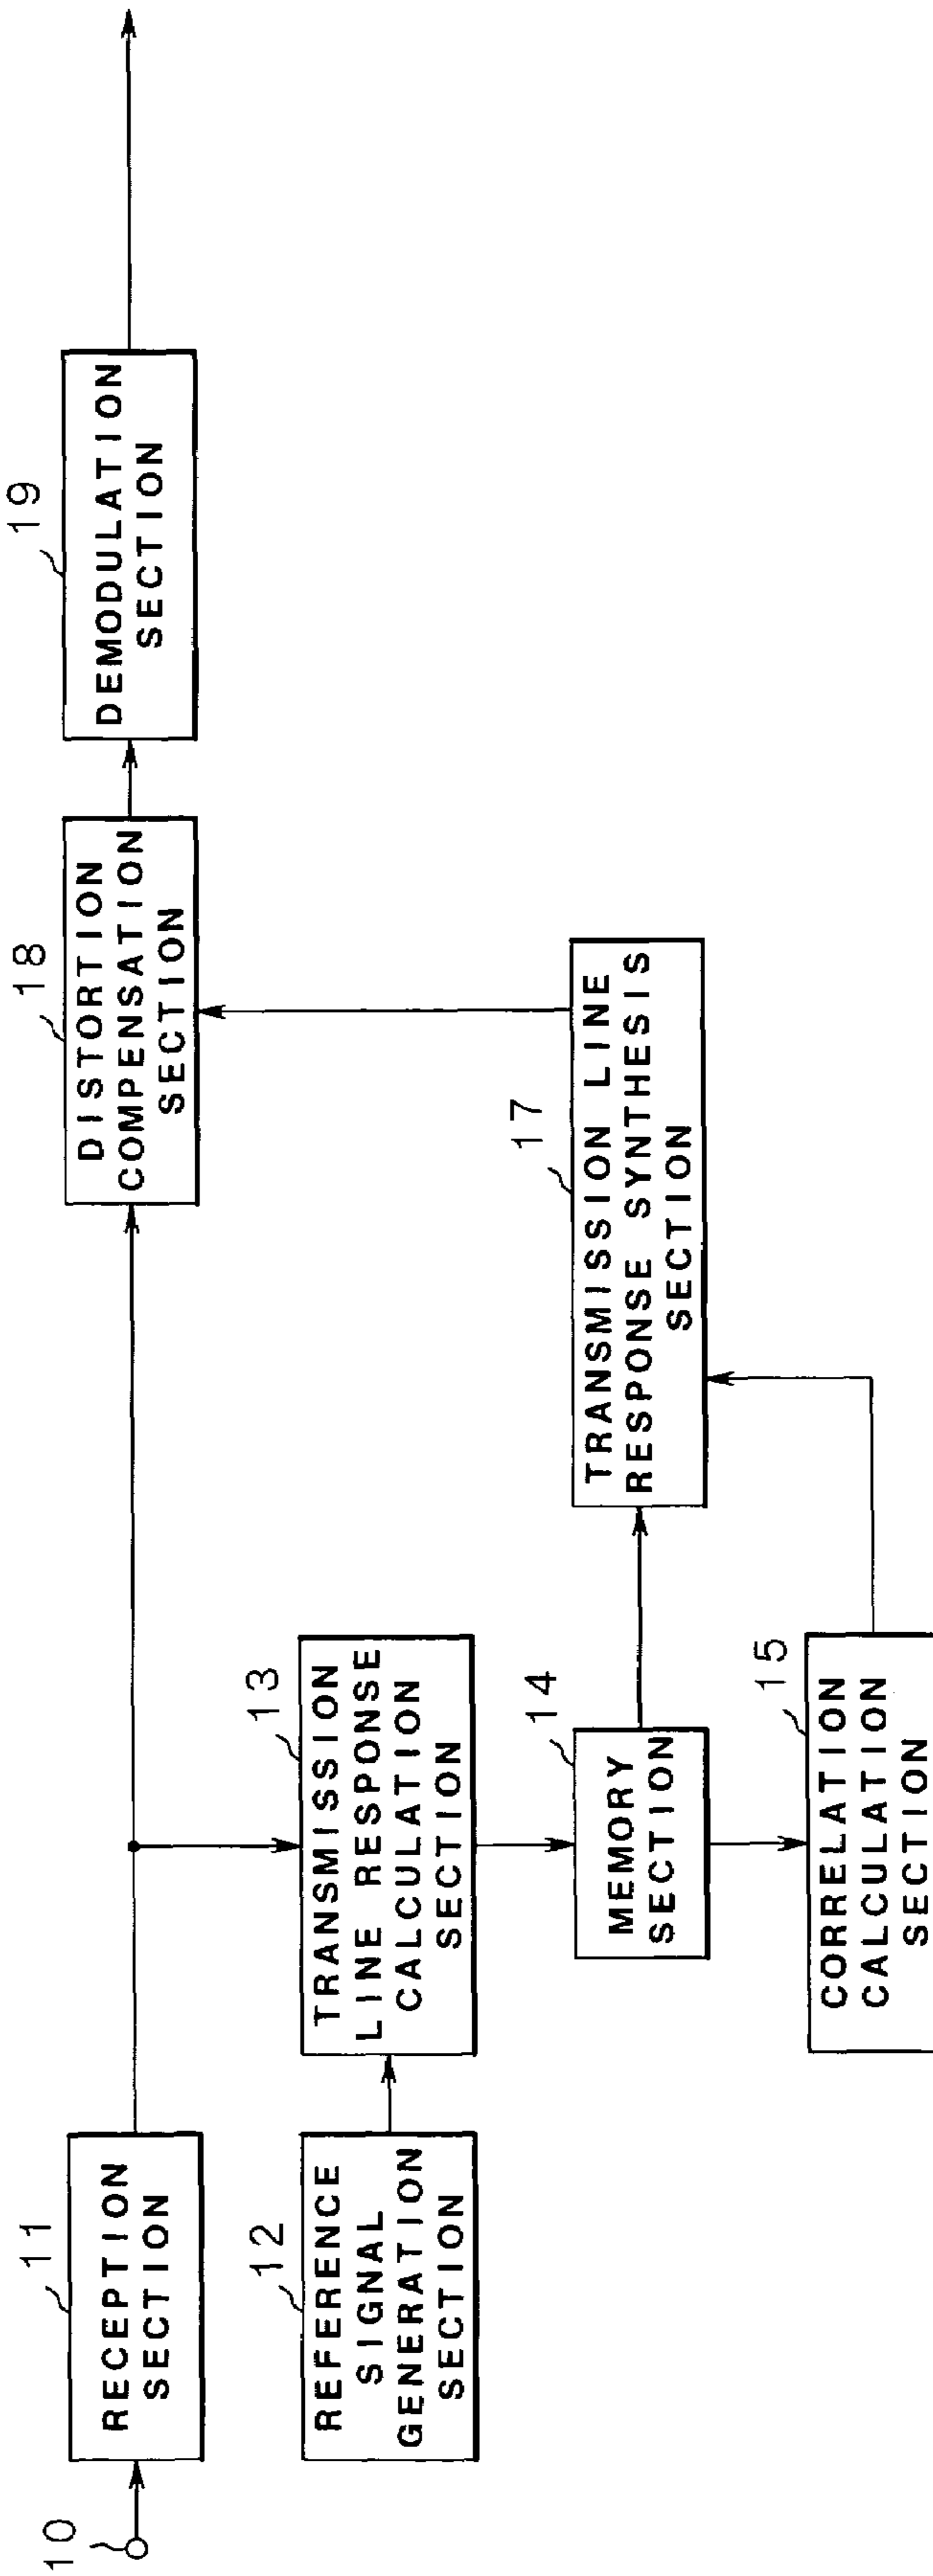 10
11
RECEPTION
SECTION
12
REFERENCE
SIGNAL
GENERATION
SECTION
13
TRANSMISSION
LINE RESPONSE
CALCULATION
SECTION
14
MEMORY
SECTION
15
CORRELATION
CALCULATION
SECTION
17
TRANSMISSION LINE
RESPONSE SYNTHESIS
SECTION
18
DISTORTION
COMPENSATION
SECTION
19
DEMODULATION
SECTION